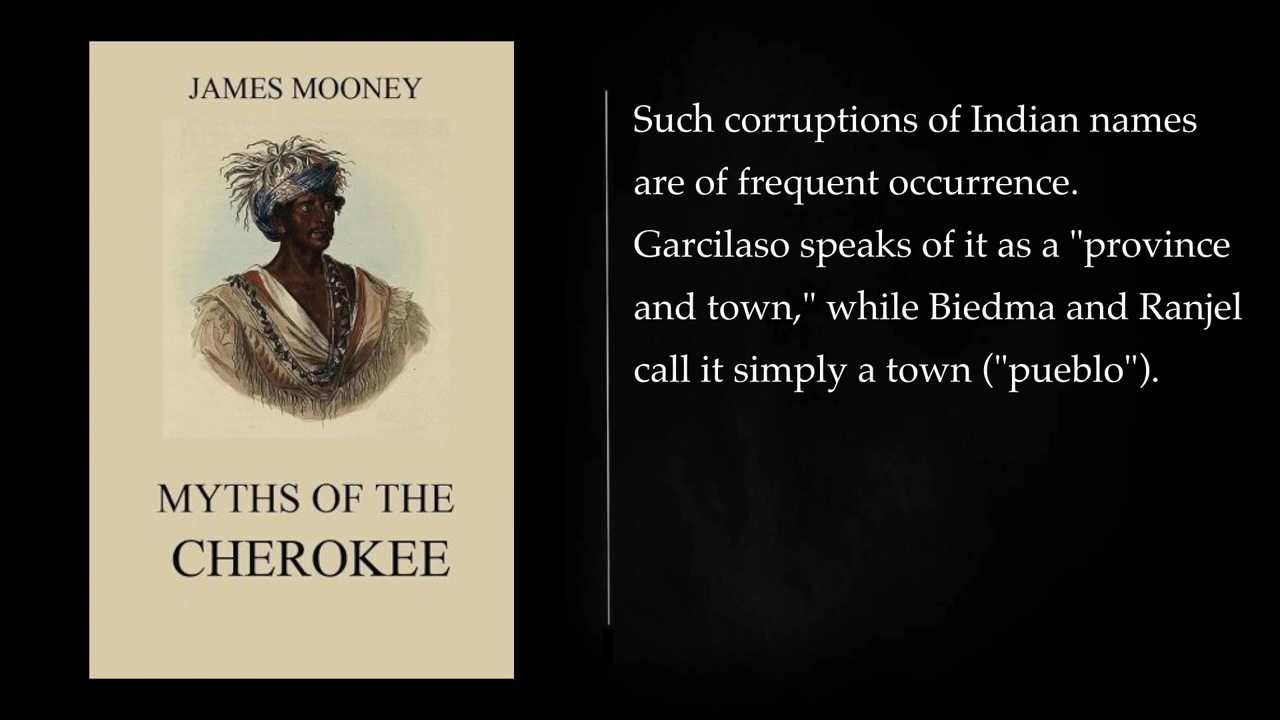 JAMES MOONEY
MYTHS OF THE
CHEROKEE
Such corruptions of Indian names
are of frequent occurrence.
Garcilaso speaks of it as a "province
and town," while Biedma and Ranjel
call it simply a town ("pueblo").